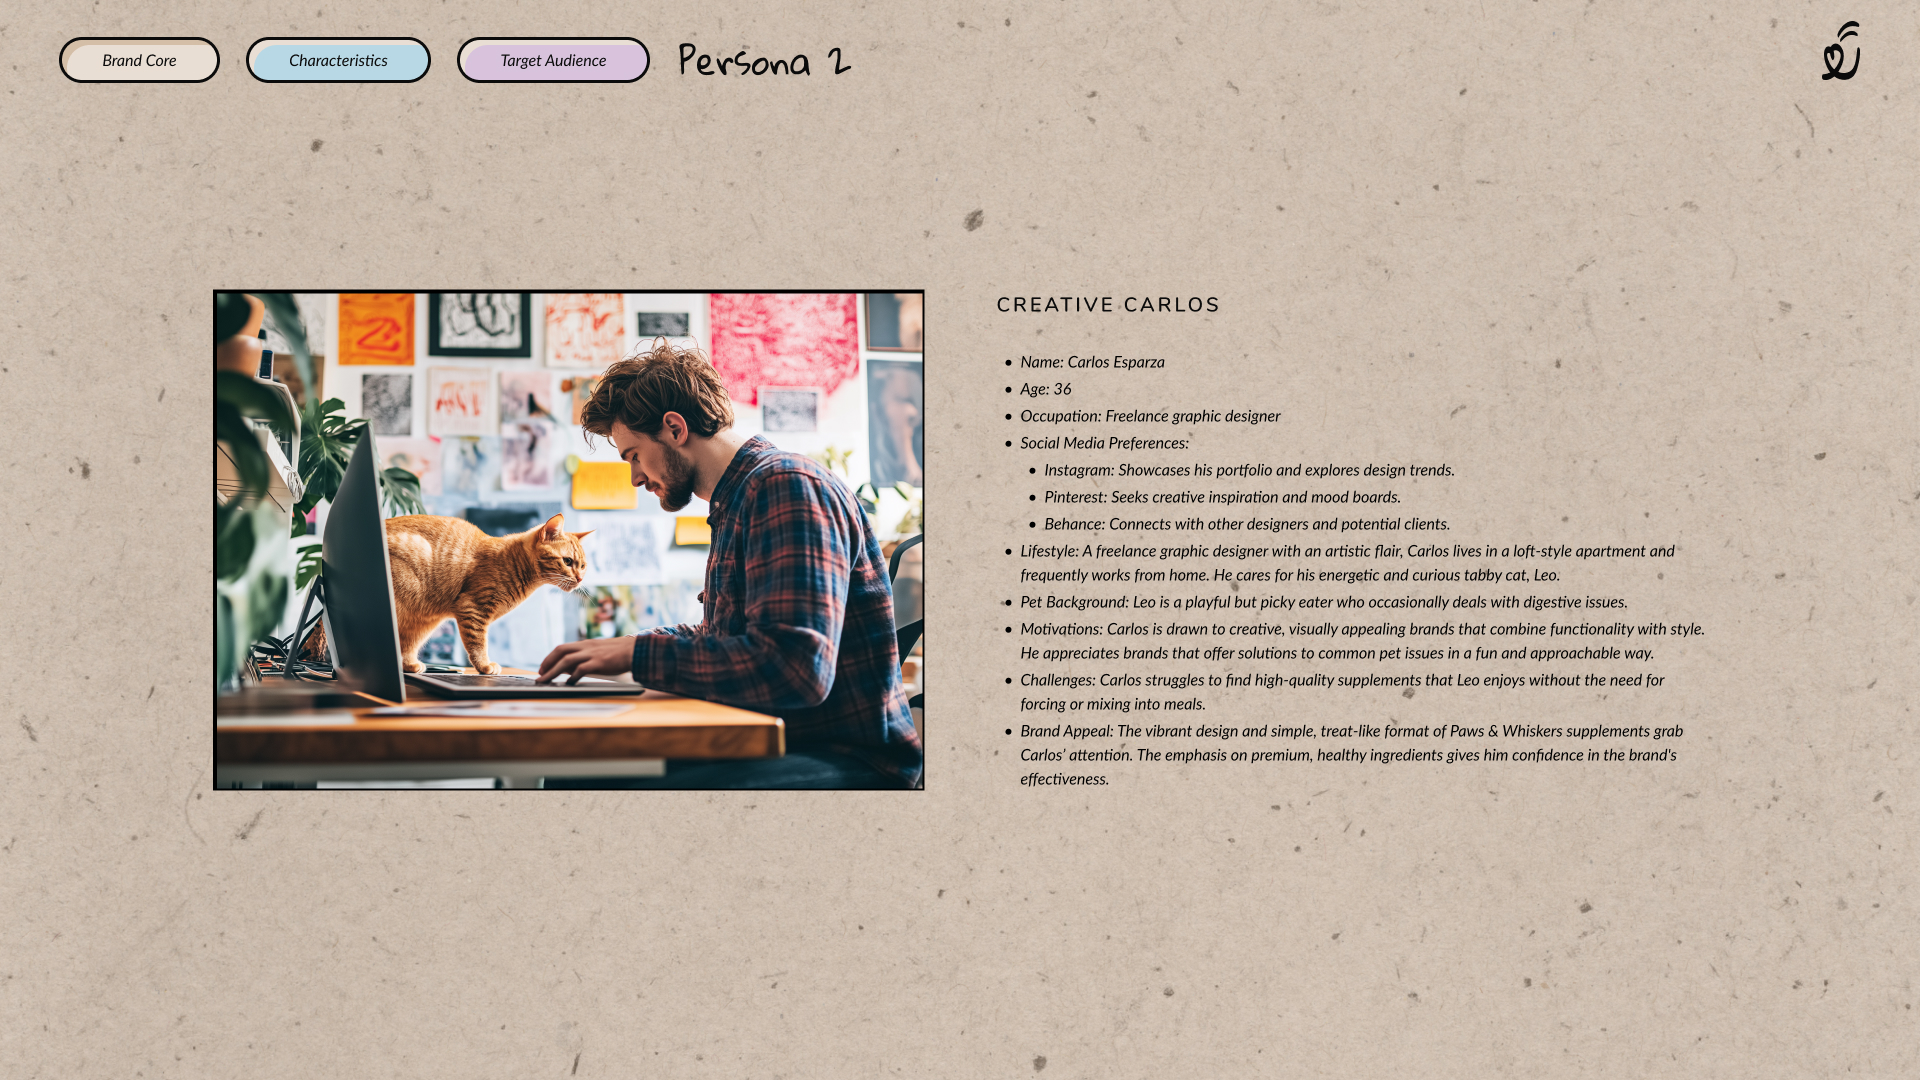 Brand Core
Characteristics
Target Audience
Persona 2
CREATIVE CARLOS
• Name: Carlos Esparza
• Age: 36
• Occupation: Freelance graphic designer
• Social Media Preferences:
• Instagram: Showcases his portfolio and explores design trends.
• Pinterest: Seeks creative inspiration and mood boards.
• Behance: Connects with other designers and potential clients.
• Lifestyle: A freelance graphic designer with an artistic flair, Carlos lives in a loft-style apartment and
frequently works from home. He cares for his energetic and curious tabby cat, Leo.
• Pet Background: Leo is a playful but picky eater who occasionally deals with digestive issues.
• Motivations: Carlos is drawn to creative, visually appealing brands that combine functionality with style.
He appreciates brands that offer solutions to common pet issues in a fun and approachable way.
• Challenges: Carlos struggles to find high-quality supplements that Leo enjoys without the need for
forcing or mixing into meals.
• Brand Appeal: The vibrant design and simple, treat-like format of Paws & Whiskers supplements grab
Carlos’ attention. The emphasis on premium, healthy ingredients gives him confidence in the brand's
effectiveness.